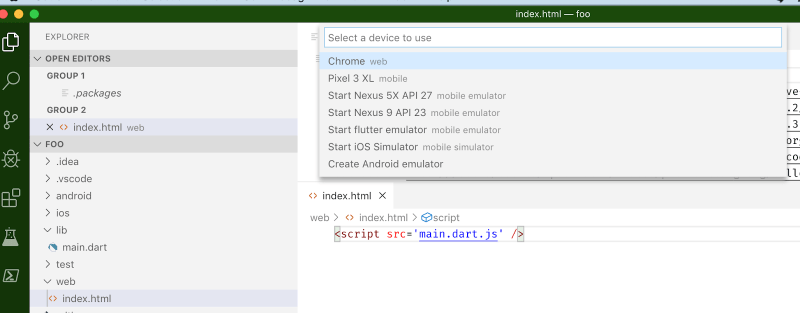 index.html — foo
EXPLORER
OPEN EDITORS
GROUP 1
.packages
GROUP 2
index.html web
FOO
.idea
.vscode
android
ios
lib
main.dart
test
web
index.html
Select a device to use
Chrome web
Pixel 3 XL mobile
Start Nexus 5X API 27 mobile emulator
Start Nexus 9 API 23 mobile emulator
Start flutter emulator mobile emulator
Start iOS Simulator mobile simulator
Create Android emulator
index.html
web > index.html > script
<script src='main.dart.js' />